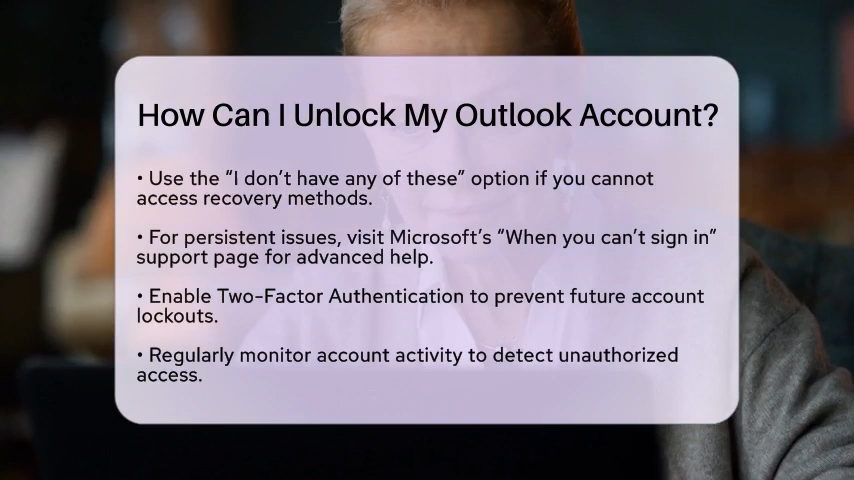 How Can I Unlock My Outlook Account?
• Use the “I don’t have any of these” option if you cannot
access recovery methods.
• For persistent issues, visit Microsoft’s “When you can’t sign in”
support page for advanced help.
• Enable Two-Factor Authentication to prevent future account
lockouts.
• Regularly monitor account activity to detect unauthorized
access.